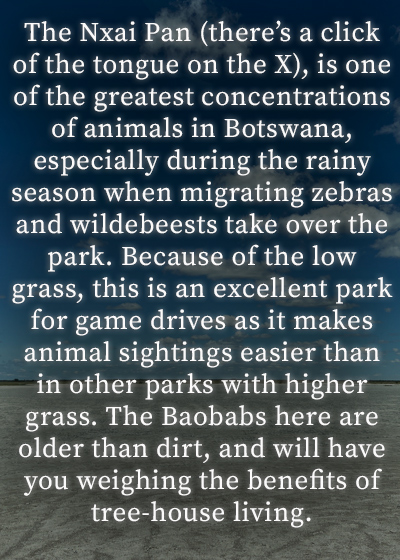 The Nxai Pan (there’s a click
of the tongue on the X), is one
of the greatest concentrations
of animals in Botswana,
especially during the rainy
season when migrating zebras
and wildebeests take over the
park. Because of the low
grass, this is an excellent park
for game drives as it makes
animal sightings easier than
in other parks with higher
grass. The Baobabs here are
older than dirt, and will have
you weighing the benefits of
tree-house living.